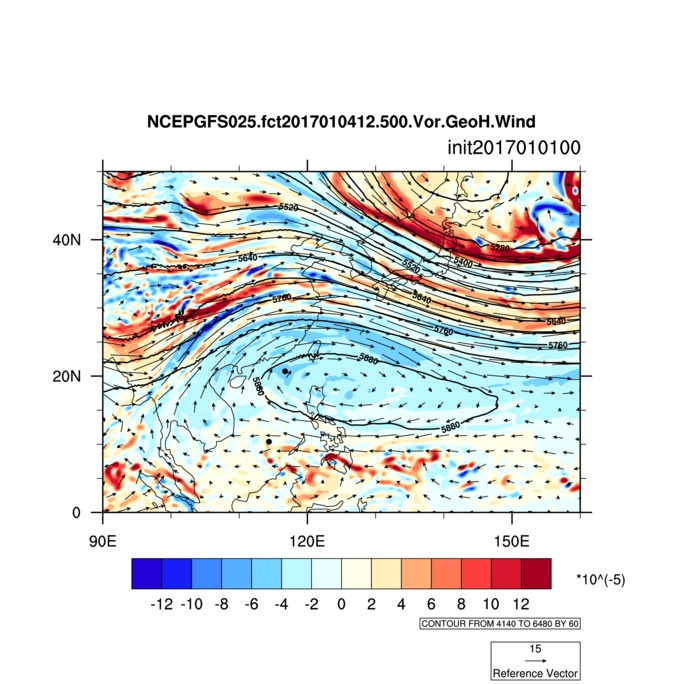 NCEPGFS025.fct2017010412.500.Vor.GeoH.Wind
init2017010100
5520
40N
5280
5640
5520
5400
5760
5640
5640
5760
5760
20N
5880
5880
5880
0
90E 120E 150E
-12 -10 -8 -6 -4 -2 0 2 4 6 8 10 12
*10^(-5)
CONTOUR FROM 4140 TO 6480 BY 60
15
Reference Vector